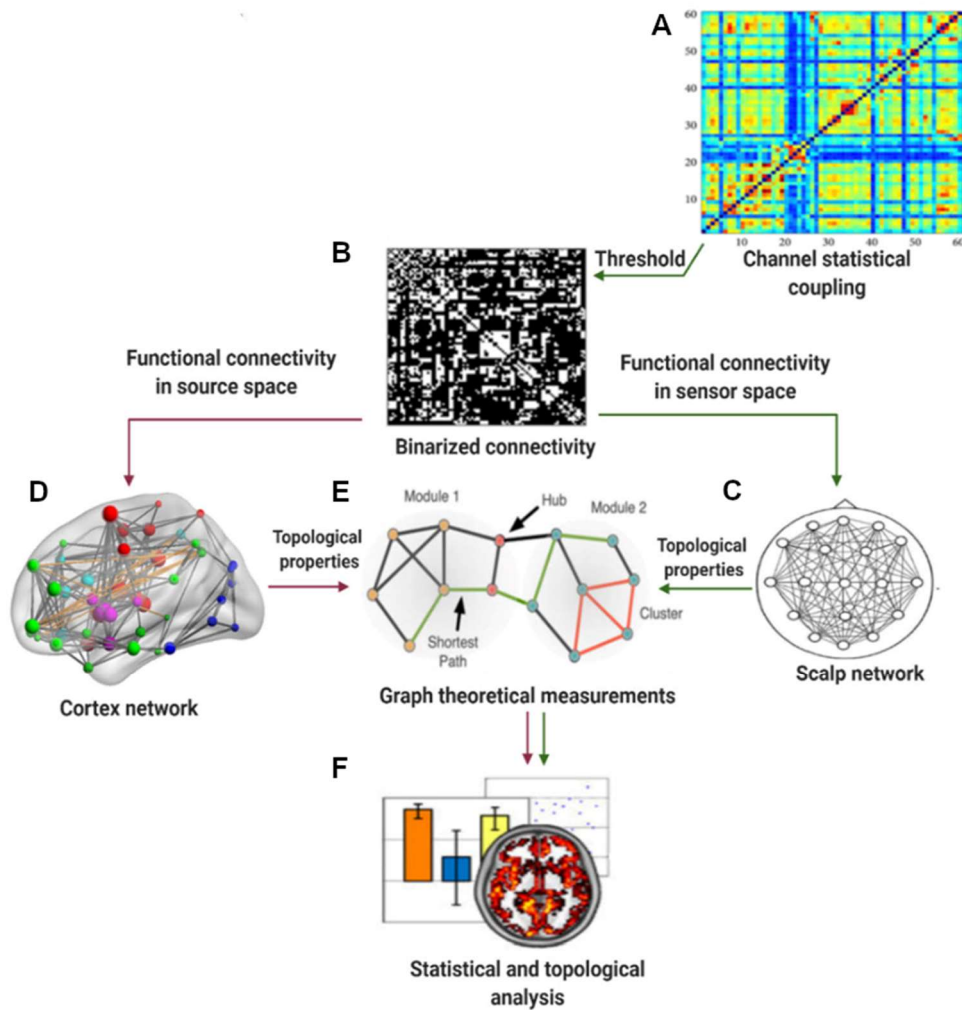 A
60
50
40
30
20
10
10 20 30 40 50 60
Channel statistical
coupling
Threshold
B
Binarized connectivity
Functional connectivity
in source space
Functional connectivity
in sensor space
D
Cortex network
Topological
properties
E
Module 1
Hub
Module 2
Cluster
Shortest
Path
Graph theoretical measurements
Topological
properties
C
Scalp network
F
Statistical and topological
analysis